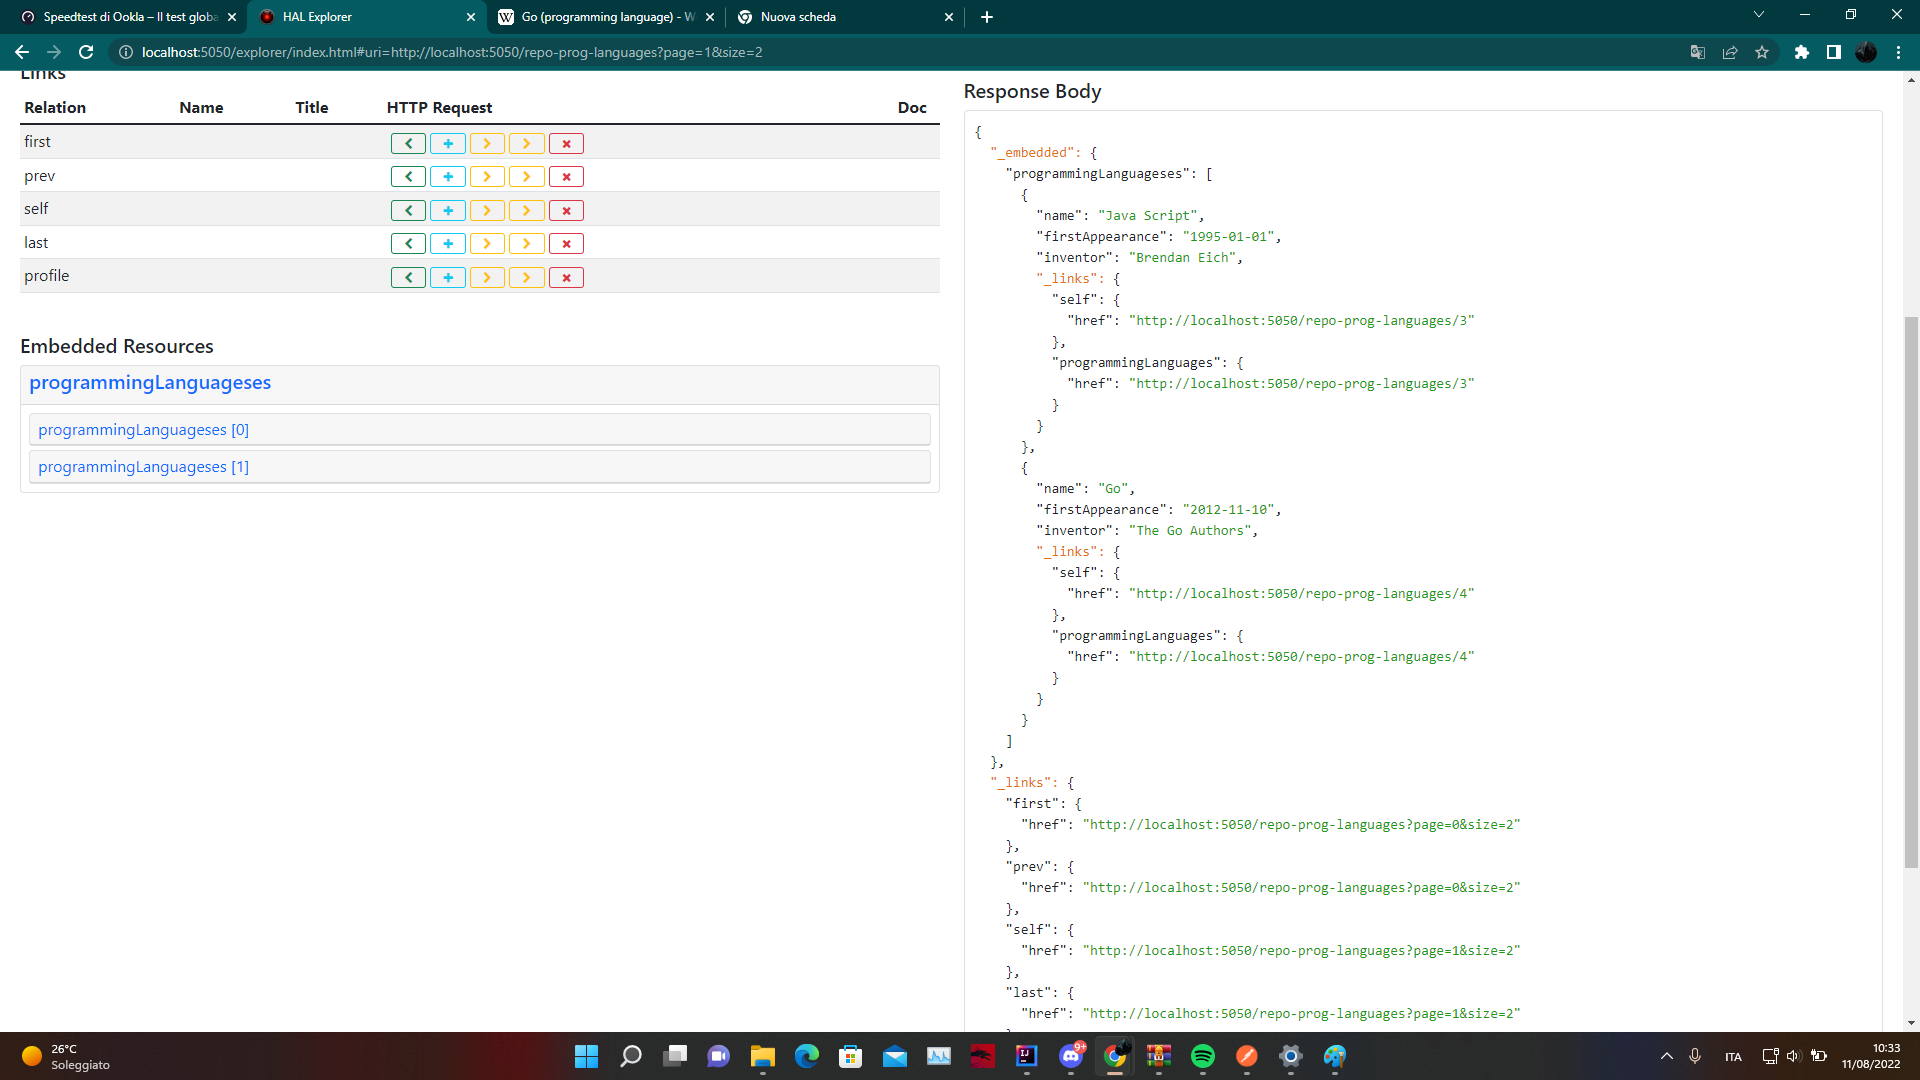 Speedtest di Ookla – Il test globa
HAL Explorer
Go (programming language) - W
Nuova scheda
localhost:5050/explorer/index.html#uri=http://localhost:5050/repo-prog-languages?page=1&size=2
Links
Relation Name Title HTTP Request Doc
first
prev
self
last
profile
Embedded Resources
programmingLanguageses
programmingLanguageses [0]
programmingLanguageses [1]
Response Body
{
"_embedded": {
"programmingLanguageses": [
{
"name": "Java Script",
"firstAppearance": "1995-01-01",
"inventor": "Brendan Eich",
"_links": {
"self": {
"href": "http://localhost:5050/repo-prog-languages/3"
},
"programmingLanguages": {
"href": "http://localhost:5050/repo-prog-languages/3"
}
}
},
{
"name": "Go",
"firstAppearance": "2012-11-10",
"inventor": "The Go Authors",
"_links": {
"self": {
"href": "http://localhost:5050/repo-prog-languages/4"
},
"programmingLanguages": {
"href": "http://localhost:5050/repo-prog-languages/4"
}
}
}
]
},
"_links": {
"first": {
"href": "http://localhost:5050/repo-prog-languages?page=0&size=2"
},
"prev": {
"href": "http://localhost:5050/repo-prog-languages?page=0&size=2"
},
"self": {
"href": "http://localhost:5050/repo-prog-languages?page=1&size=2"
},
"last": {
"href": "http://localhost:5050/repo-prog-languages?page=1&size=2"
26°C
Soleggiato
9+
ITA
10:33
11/08/2022